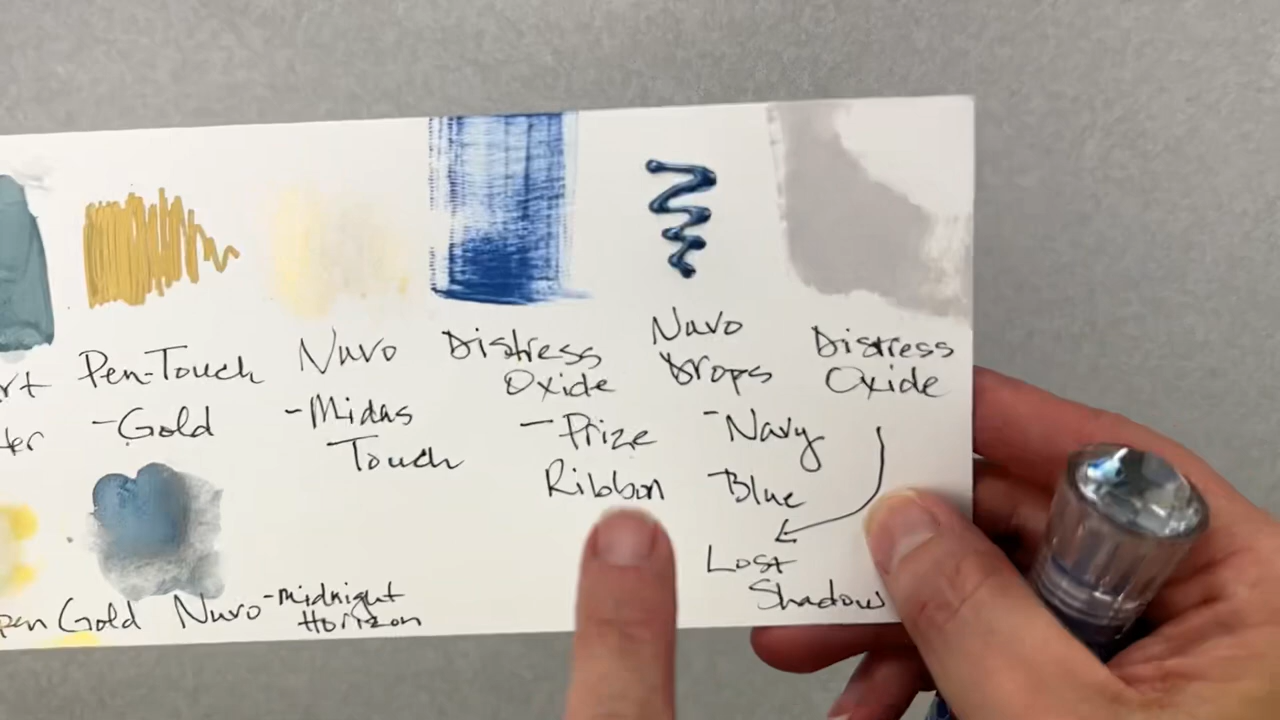 Pen-Touch
-Gold
Nuvo
-Midas
Touch
Distress
Oxide
-Prize
Ribbon
Nuvo
Drops
-Navy
Blue
Distress
Oxide
Lost
Shadow
Gold Nuvo-midnight
Horizon